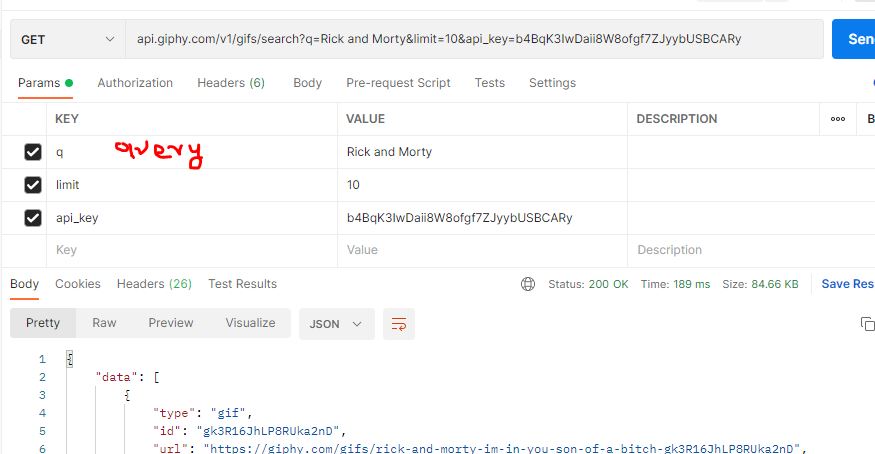 GET api.giphy.com/v1/gifs/search?q=Rick and Morty&limit=10&api_key=b4BqK3IwDaii8W8ofgf7ZJyybUSBCARy Sen
Params Authorization Headers (6) Body Pre-request Script Tests Settings
KEY VALUE DESCRIPTION ooo B
q query Rick and Morty
limit 10
api_key b4BqK3IwDaii8W8ofgf7ZJyybUSBCARy
Key Value Description
Body Cookies Headers (26) Test Results Status: 200 OK Time: 189 ms Size: 84.66 KB Save Res
Pretty Raw Preview Visualize JSON
1 {
2 "data": [
3 {
4 "type": "gif",
5 "id": "gk3R16JhLP8RUka2nD",
6 "url": "https://giphy.com/gifs/rick-and-morty-im-in-you-son-of-a-bitch-gk3R16JhLP8RUka2nD",